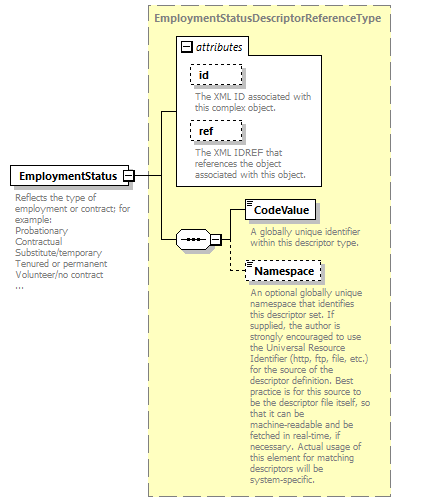 EmploymentStatusDescriptorReferenceType
attributes
id
The XML ID associated with
this complex object.
ref
The XML IDREF that
references the object
associated with this object.
EmploymentStatus
Reflects the type of
employment or contract; for
example:
Probationary
Contractual
Substitute/temporary
Tenured or permanent
Volunteer/no contract
...
CodeValue
A globally unique identifier
within this descriptor type.
Namespace
An optional globally unique
namespace that identifies
this descriptor set. If
supplied, the author is
strongly encouraged to use
the Universal Resource
Identifier (http, ftp, file, etc.)
for the source of the
descriptor definition. Best
practice is for this source to
be the descriptor file itself, so
that it can be
machine-readable and be
fetched in real-time, if
necessary. Actual usage of
this element for matching
descriptors will be
system-specific.